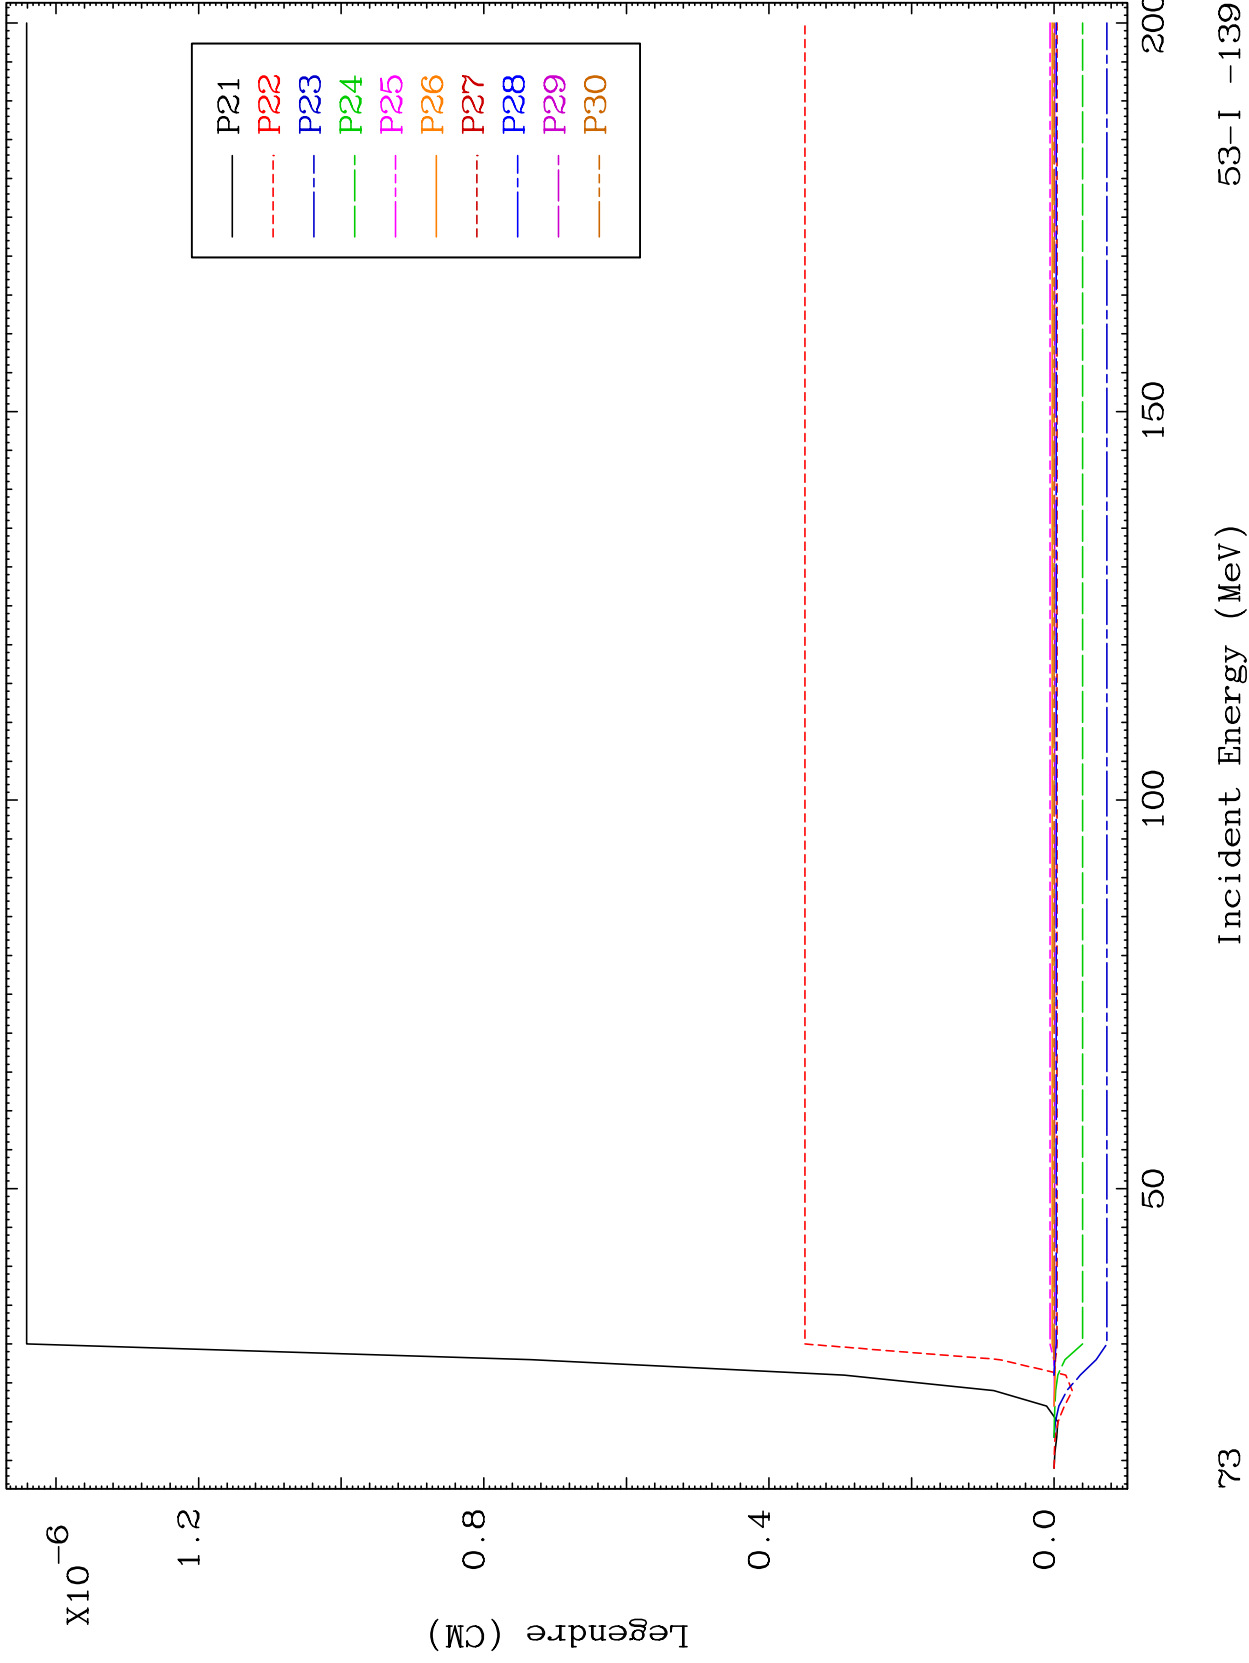 X10-6
1.2
0.8
0.4
0.0
Legendre (CM)
P21
P22
P23
P24
P25
P26
P27
P28
P29
P30
50
100
150
200
Incident Energy (MeV)
73
53-I -139